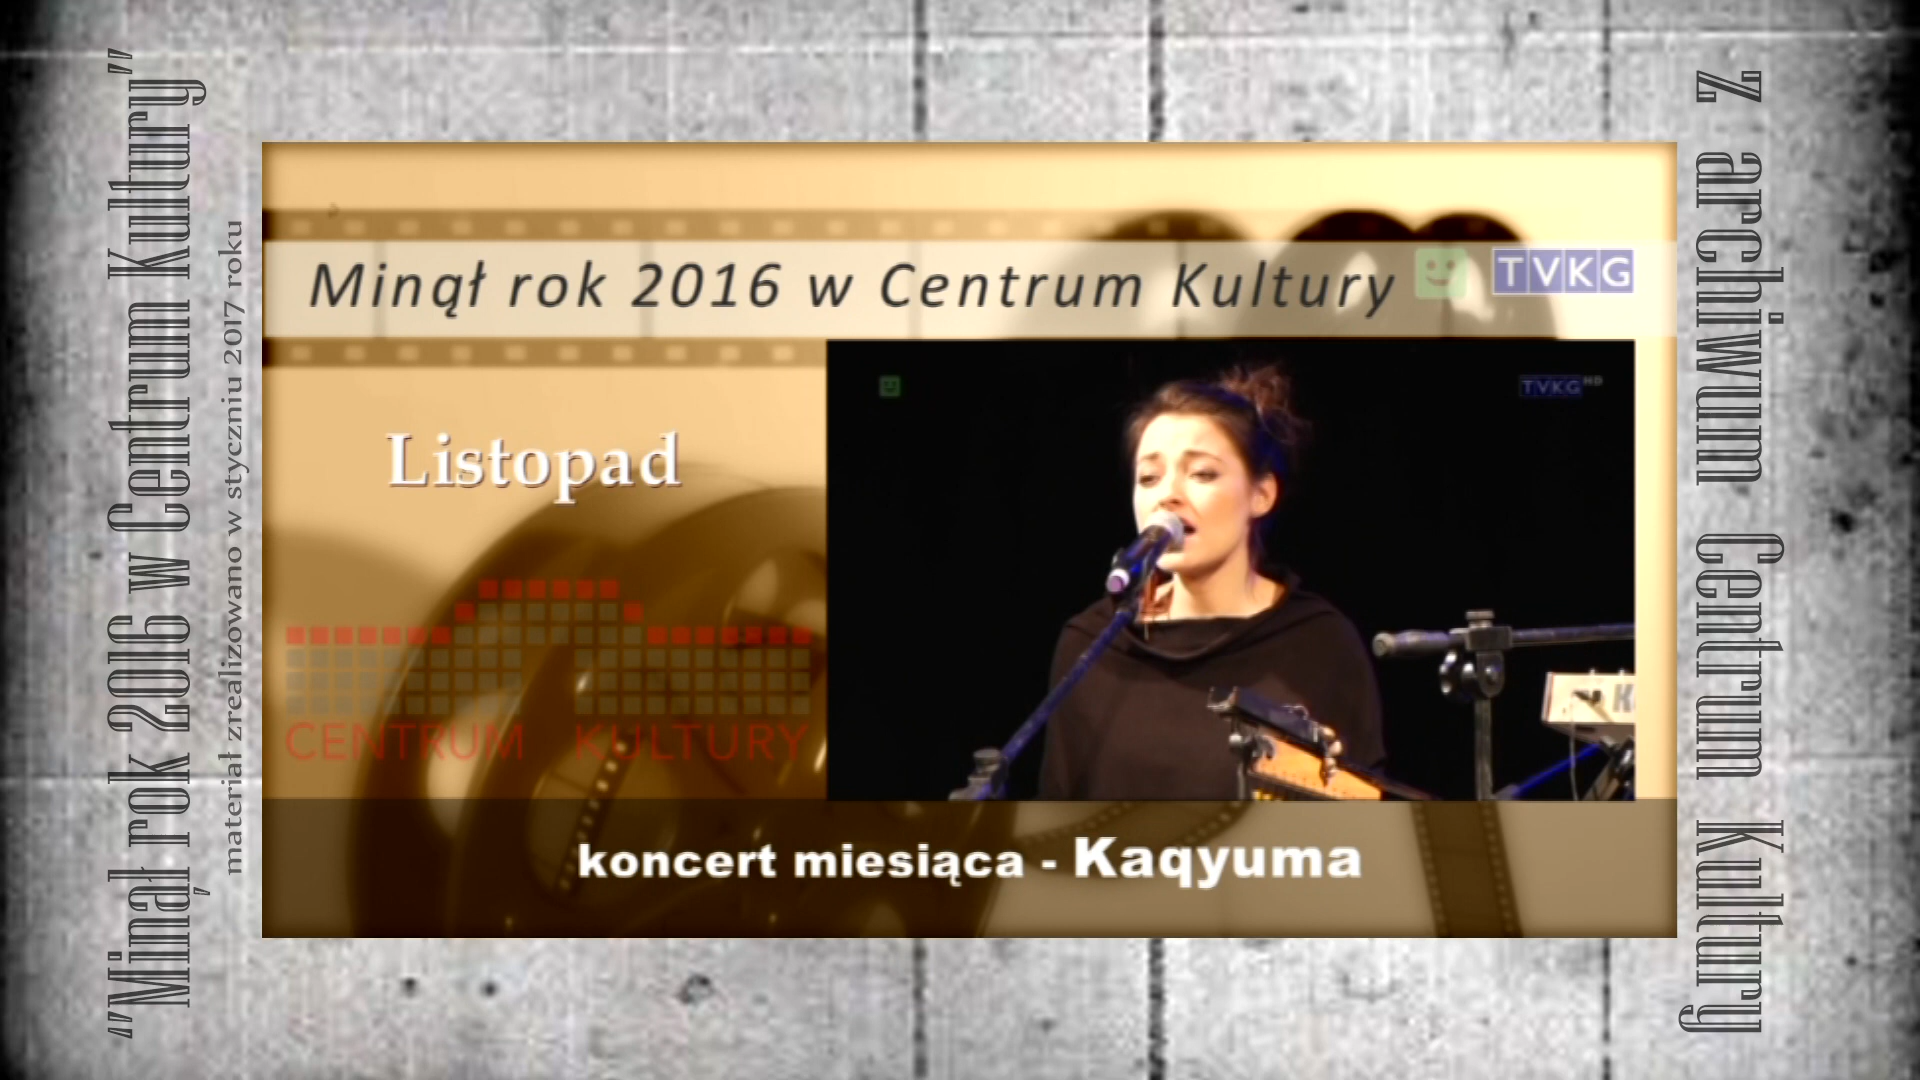 "Minął rok 2016 w Centrum Kultury"
materiał zrealizowano w styczniu 2017 roku
Minął rok 2016 w Centrum Kultury
TVKG
TVKG HD
Listopad
CENTRUM KULTURY
koncert miesiąca - Kaqyuma
Z archiwum Centrum Kultury